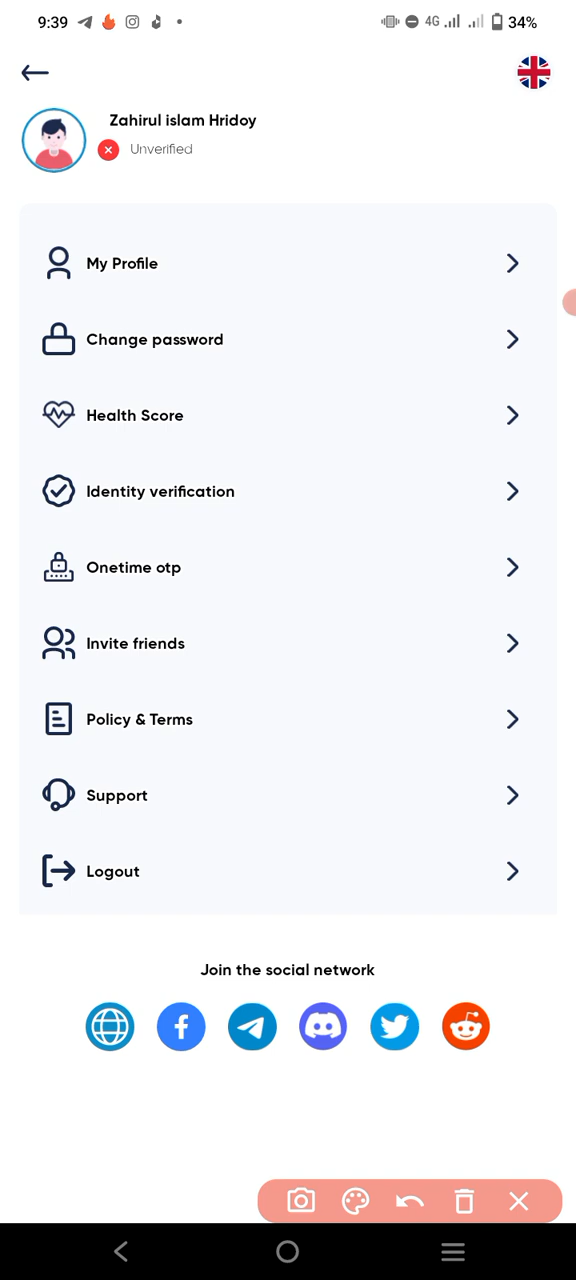 9:39
4G
34%
Zahirul islam Hridoy
Unverified
My Profile
Change password
Health Score
Identity verification
Onetime otp
Invite friends
Policy & Terms
Support
Logout
Join the social network